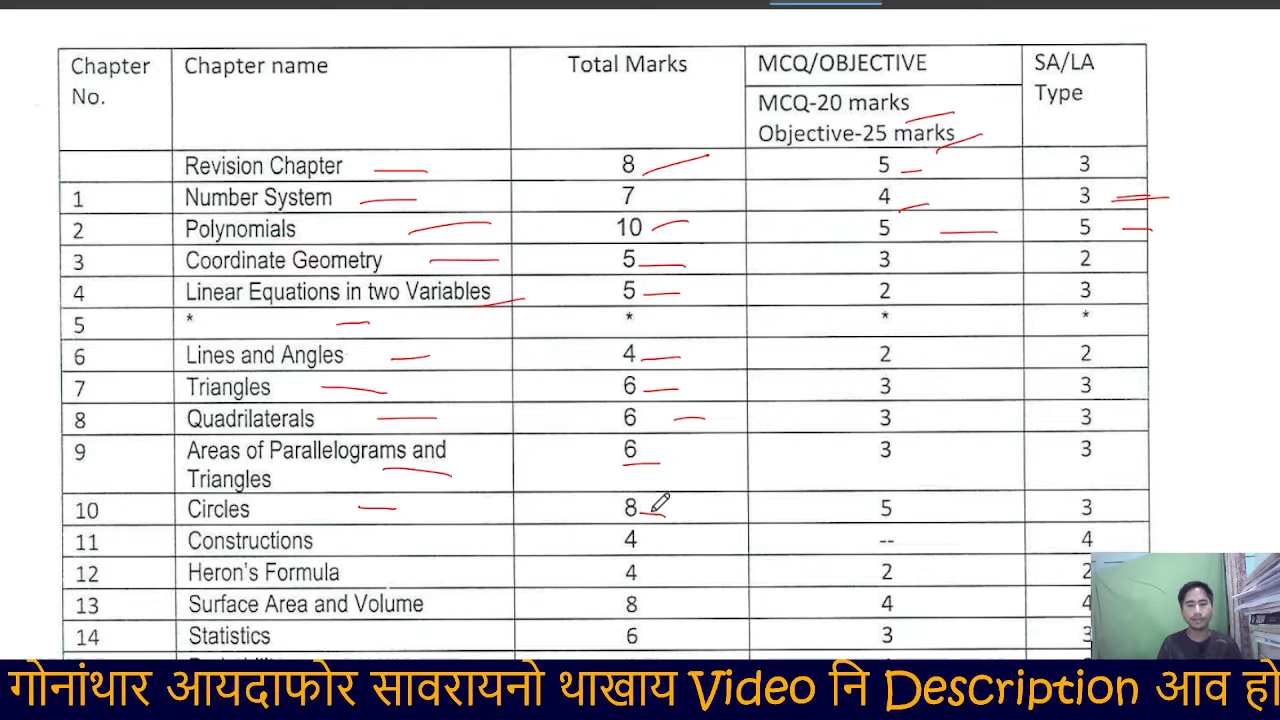 Chapter No. Chapter name Total Marks MCQ/OBJECTIVE SA/LA Type
MCQ-20 marks
Objective-25 marks
Revision Chapter 8 5 3
1 Number System 7 4 3
2 Polynomials 10 5 5
3 Coordinate Geometry 5 3 2
4 Linear Equations in two Variables 5 2 3
5 * * * *
6 Lines and Angles 4 2 2
7 Triangles 6 3 3
8 Quadrilaterals 6 3 3
9 Areas of Parallelograms and Triangles 6 3 3
10 Circles 8 5 3
11 Constructions 4 -- 4
12 Heron's Formula 4 2 2
13 Surface Area and Volume 8 4 4
14 Statistics 6 3 3
गोनांथार आयदाफोर सावरायनो थाखाय Video नि Description आव हो